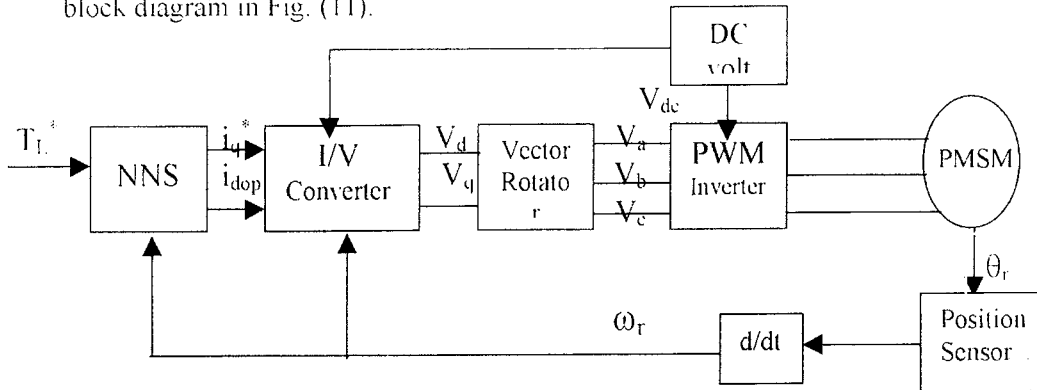 block diagram in Fig. (11).
DC
volt
V_dc
T_L*
NNS
i_q*
i_dop
I/V
Converter
V_d
V_q
Vector
Rotato
r
V_a
V_b
V_c
PWM
Inverter
PMSM
θ_r
Position
Sensor
d/dt
ω_r